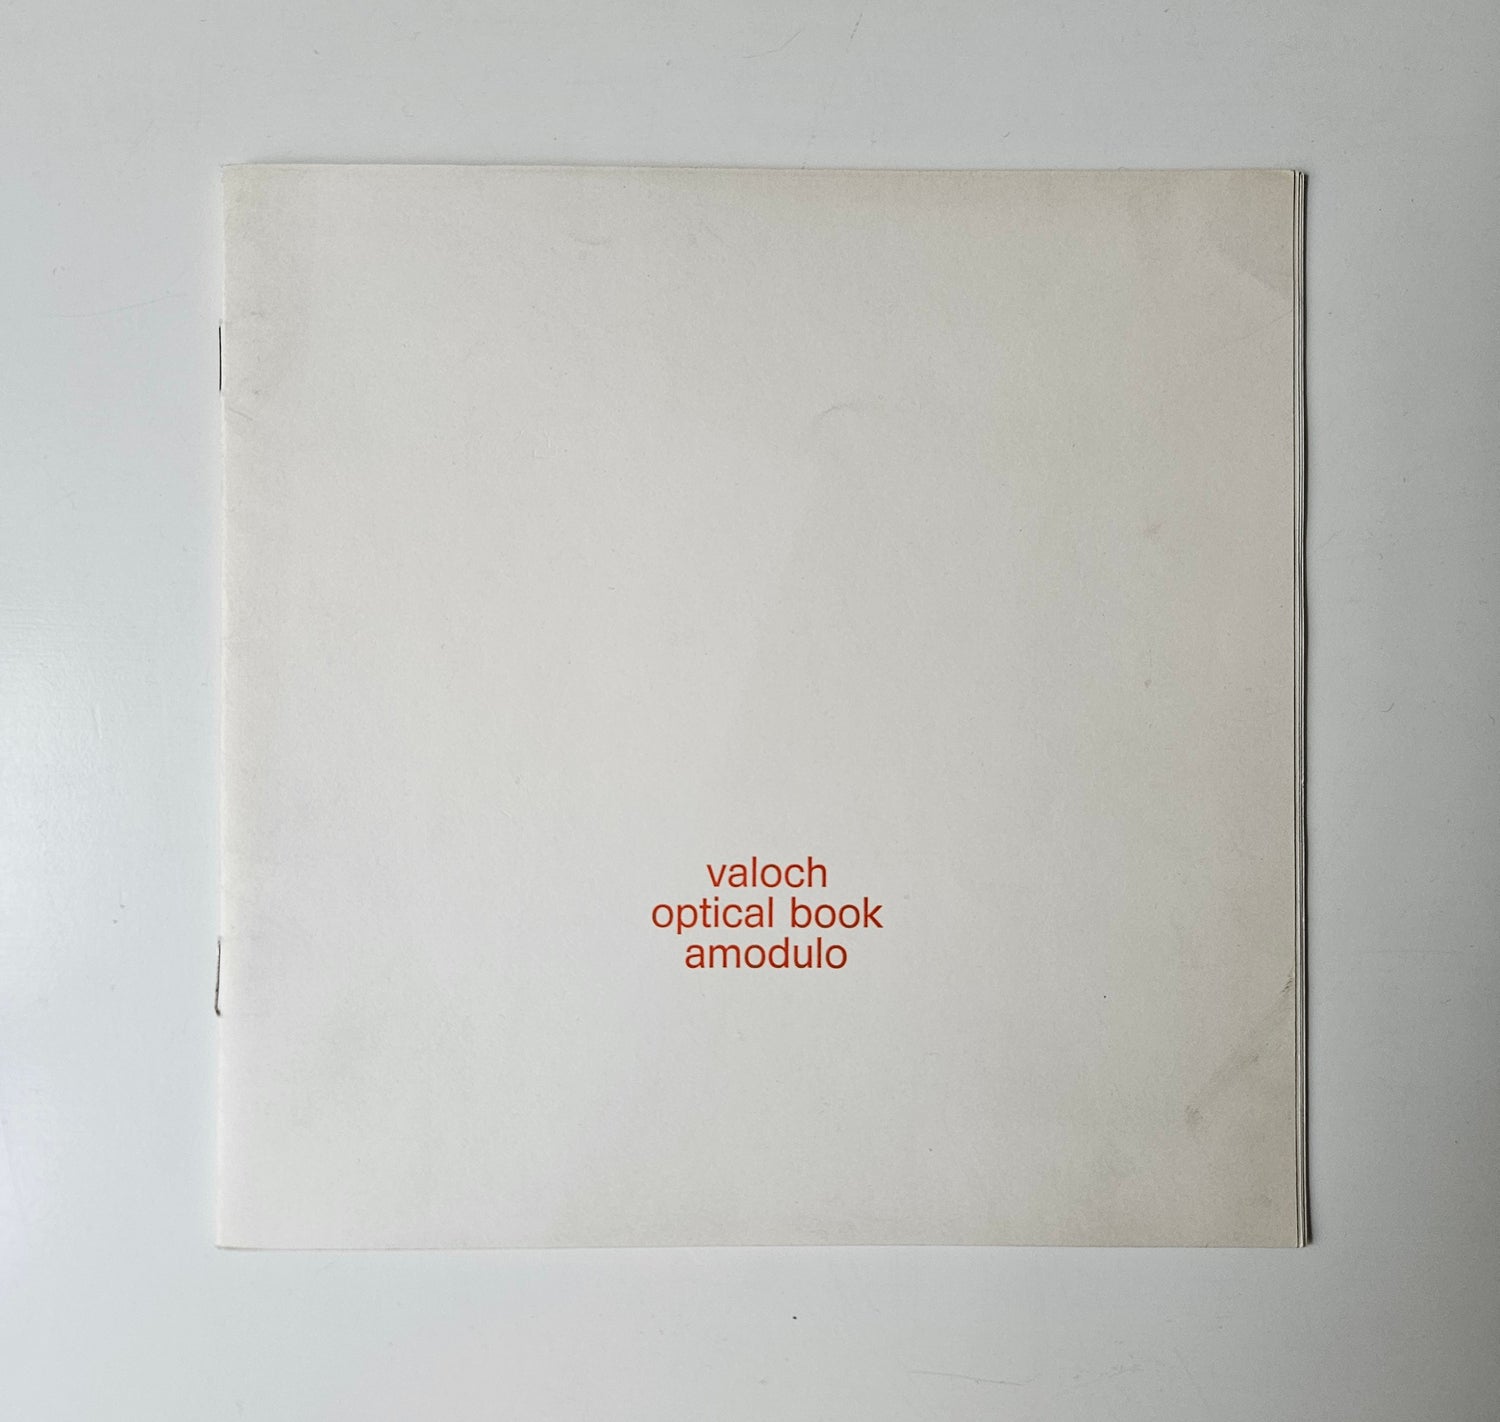 valoch
optical book
amodulo